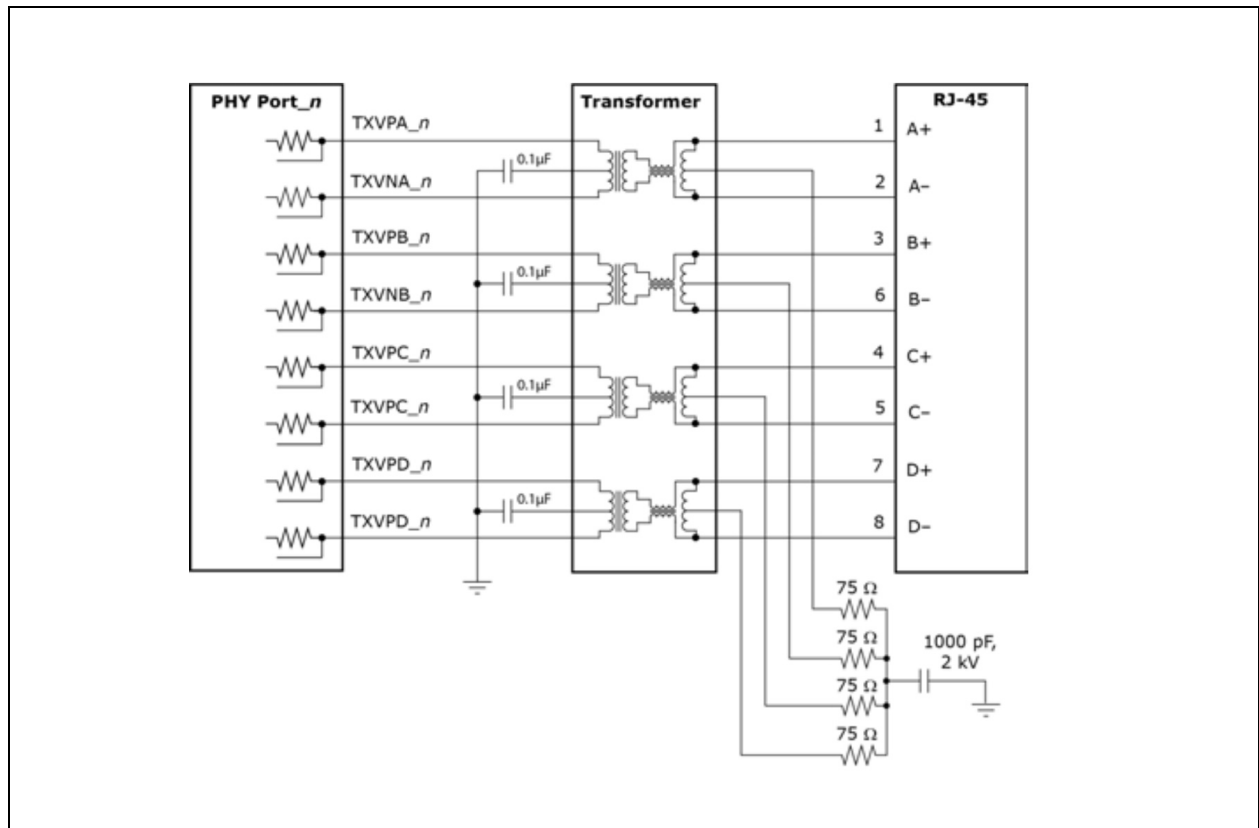 PHY Port_n
Transformer
RJ-45
TXVPA_n
0.1µF
TXVNA_n
TXVPB_n
0.1µF
TXVNB_n
TXVPC_n
0.1µF
TXVPC_n
TXVPD_n
0.1µF
TXVPD_n
1 A+
2 A–
3 B+
6 B–
4 C+
5 C–
7 D+
8 D–
75 Ω
75 Ω
75 Ω
75 Ω
1000 pF,
2 kV